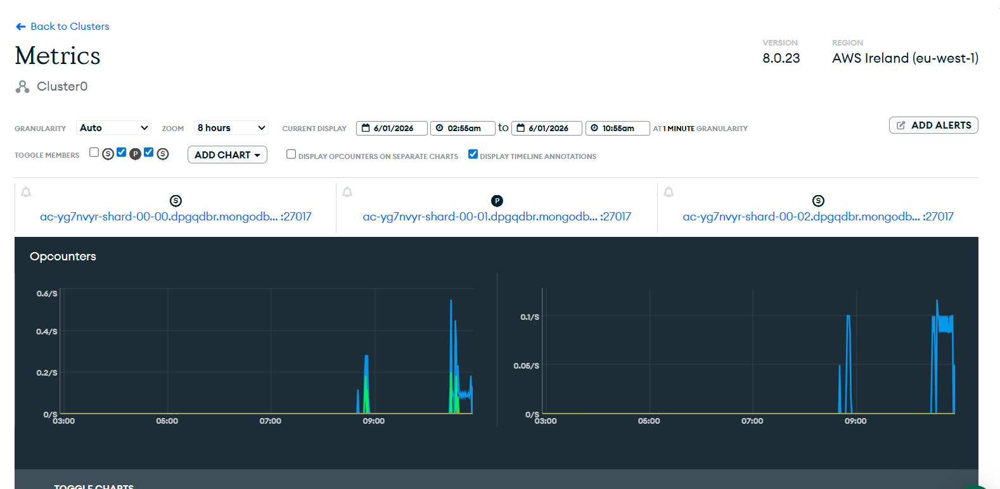 Back to Clusters
Metrics
VERSION
8.0.23
REGION
AWS Ireland (eu-west-1)
Cluster0
GRANULARITY Auto ZOOM 8 hours CURRENT DISPLAY 6/01/2026 02:55am to 6/01/2026 10:55am AT 1 MINUTE GRANULARITY
ADD ALERTS
TOGGLE MEMBERS S P S ADD CHART DISPLAY OPCOUNTERS ON SEPARATE CHARTS DISPLAY TIMELINE ANNOTATIONS
S
ac-yg7nvyr-shard-00-00.dpgqdbr.mongodb... :27017
P
ac-yg7nvyr-shard-00-01.dpgqdbr.mongodb... :27017
S
ac-yg7nvyr-shard-00-02.dpgqdbr.mongodb... :27017
Opcounters
0.6/S
0.4/S
0.2/S
0/S
03:00 05:00 07:00 09:00
0.1/S
0.05/S
0/S
03:00 05:00 07:00 09:00
TOGGLE CHARTS